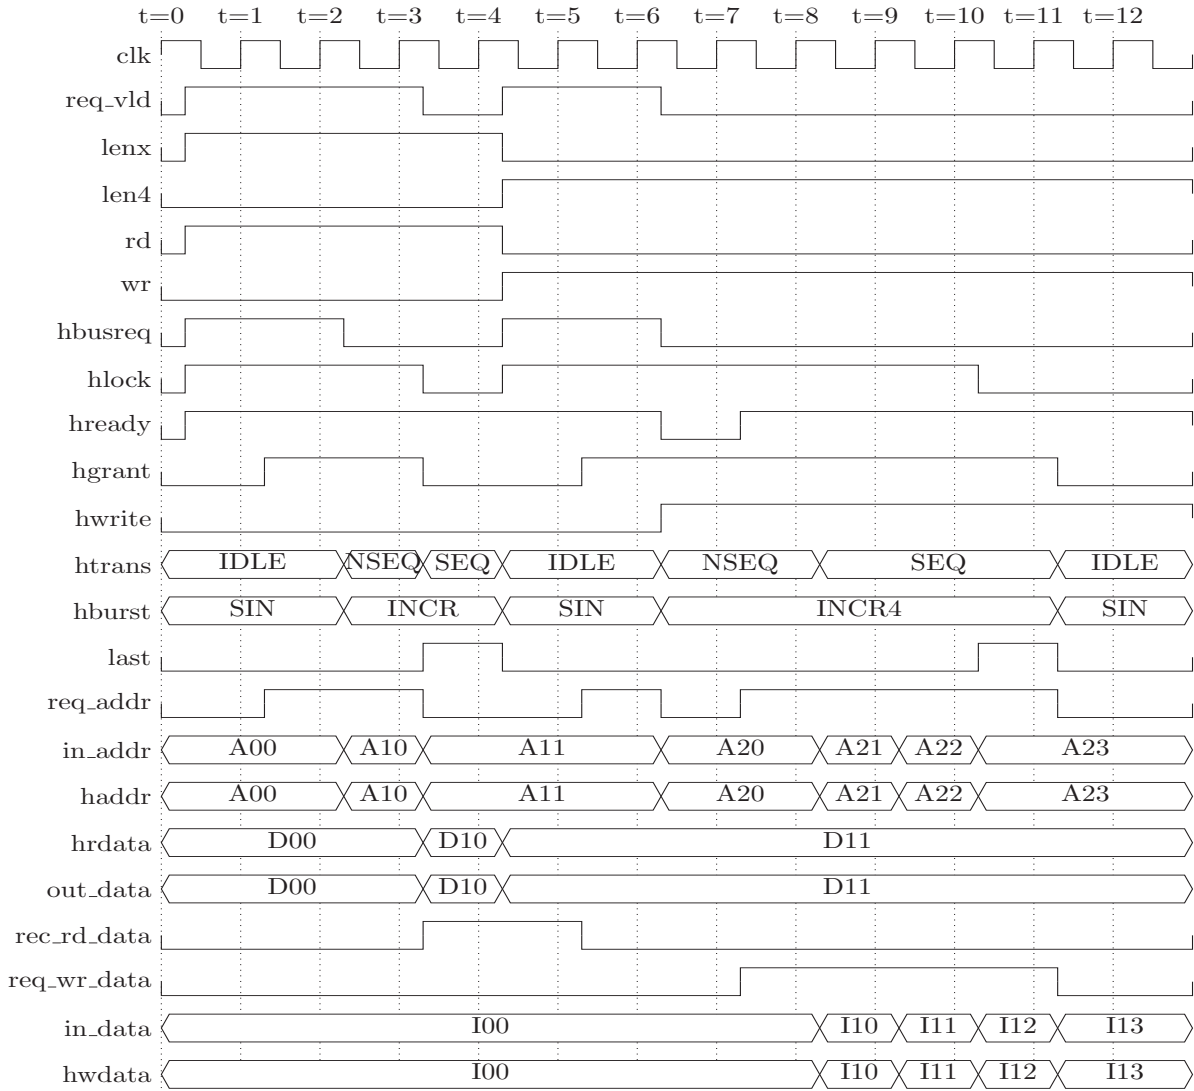 t=0 t=1 t=2 t=3 t=4 t=5 t=6 t=7 t=8 t=9 t=10 t=11 t=12
clk
req_vld
lenx
len4
rd
wr
hbusreq
hlock
hready
hgrant
hwrite
htrans IDLE NSEQ SEQ IDLE NSEQ SEQ IDLE
hburst SIN INCR SIN INCR4 SIN
last
req_addr
in_addr A00 A10 A11 A20 A21 A22 A23
haddr A00 A10 A11 A20 A21 A22 A23
hrdata D00 D10 D11
out_data D00 D10 D11
rec_rd_data
req_wr_data
in_data I00 I10 I11 I12 I13
hwdata I00 I10 I11 I12 I13